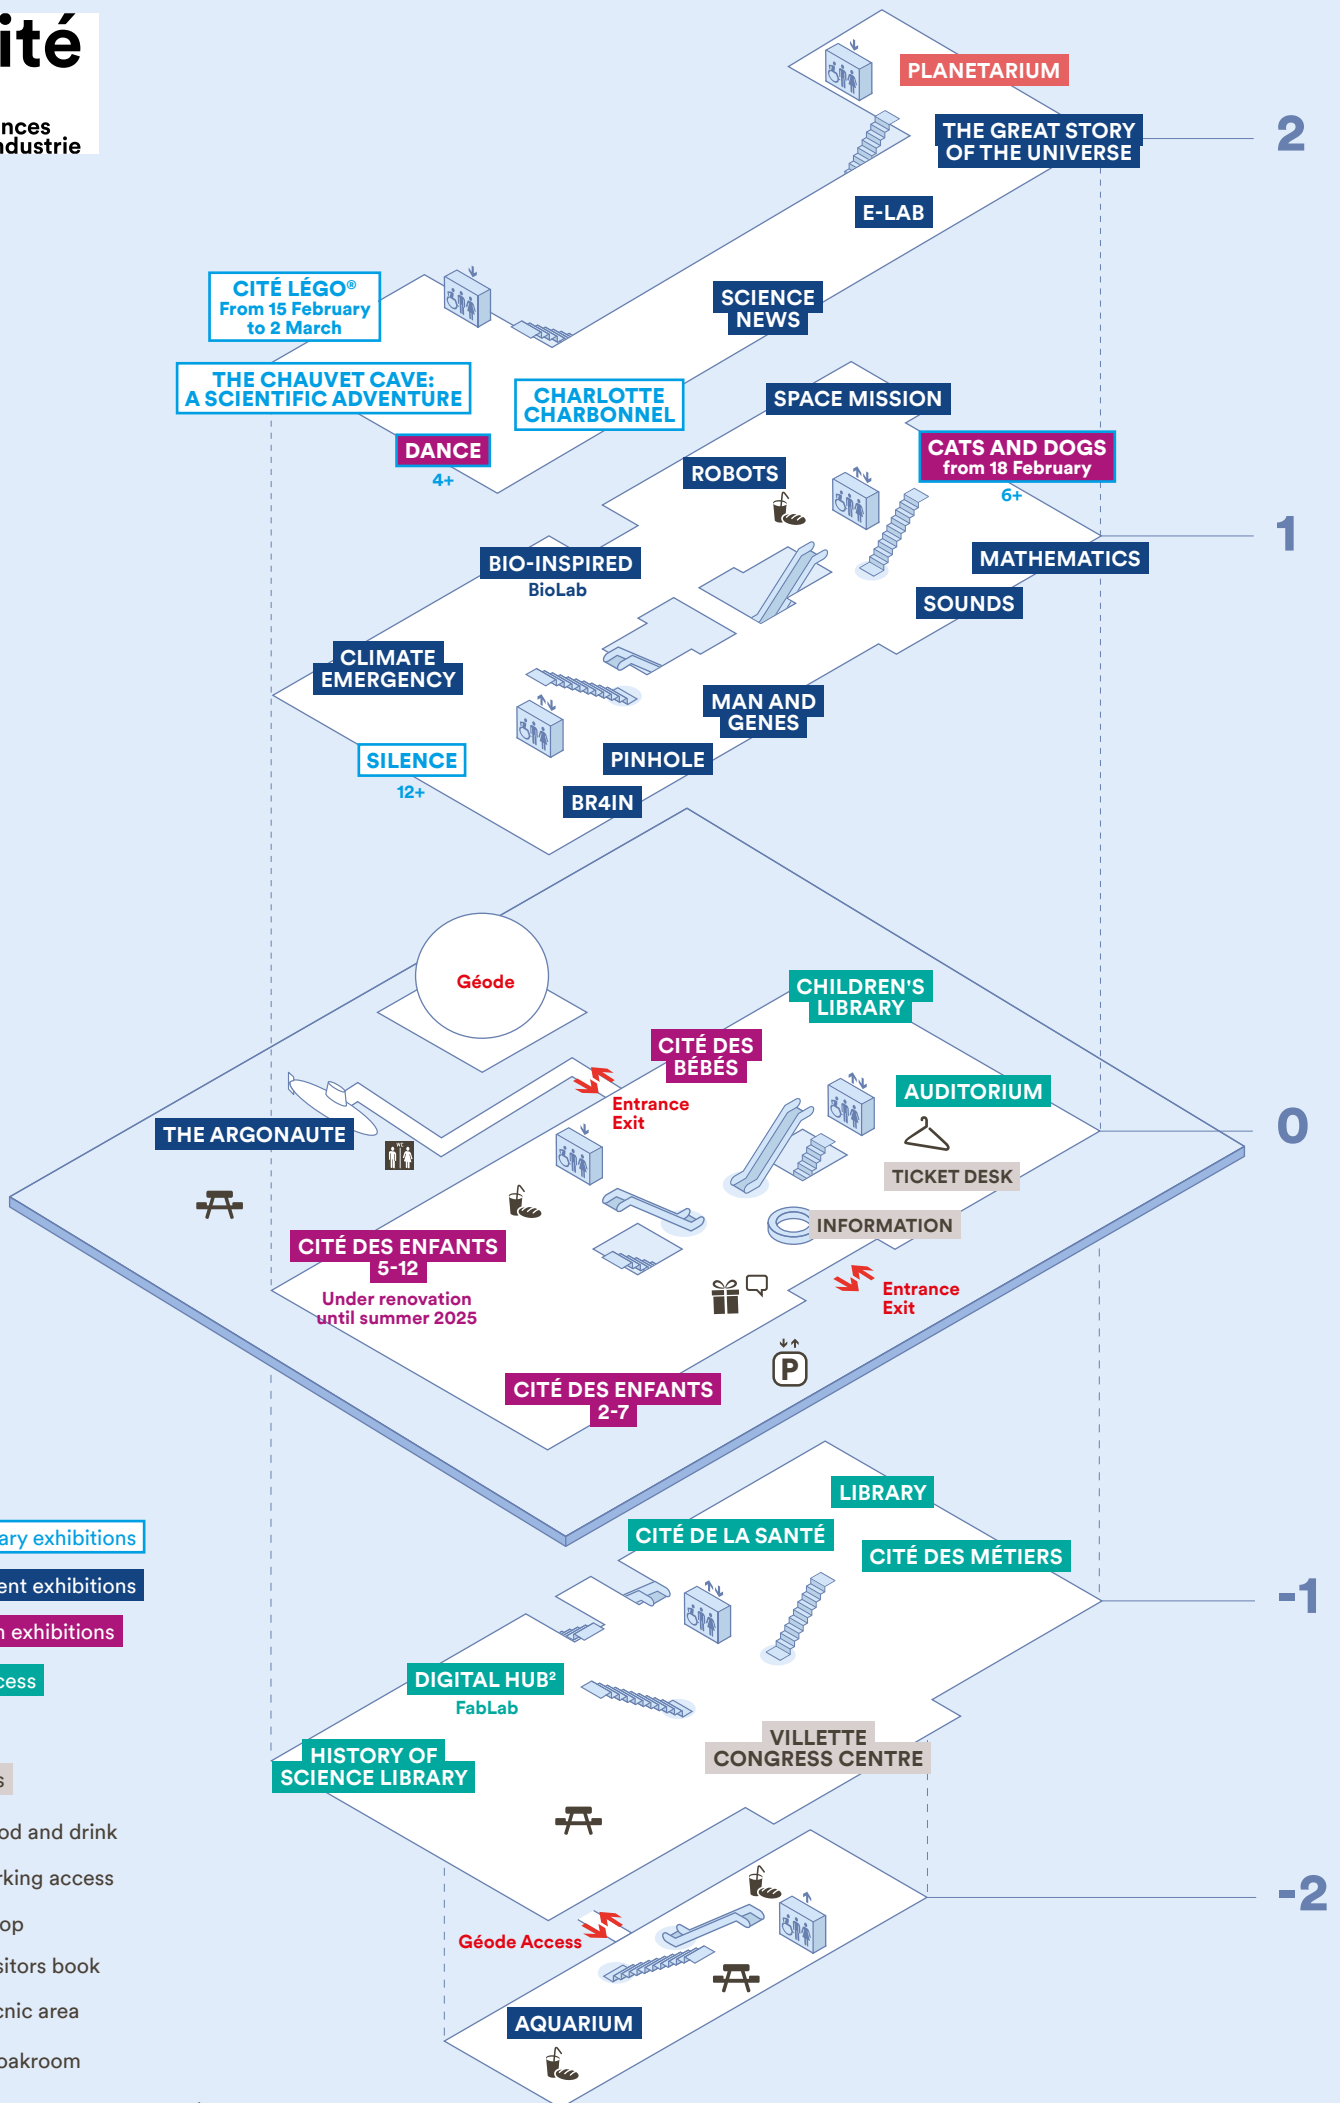 ité
nces
ndustrie
PLANETARIUM
THE GREAT STORY
OF THE UNIVERSE
2
E-LAB
CITÉ LÉGO®
From 15 February
to 2 March
SCIENCE
NEWS
THE CHAUVET CAVE:
A SCIENTIFIC ADVENTURE
CHARLOTTE
CHARBONNEL
DANCE
4+
SPACE MISSION
CATS AND DOGS
from 18 February
6+
ROBOTS
1
MATHEMATICS
BIO-INSPIRED
BioLab
SOUNDS
CLIMATE
EMERGENCY
MAN AND
GENES
SILENCE
12+
PINHOLE
BR4IN
Géode
CHILDREN'S
LIBRARY
CITÉ DES
BÉBÉS
AUDITORIUM
Entrance
Exit
0
THE ARGONAUTE
WC
TICKET DESK
INFORMATION
CITÉ DES ENFANTS
5-12
Under renovation
until summer 2025
Entrance
Exit
P
CITÉ DES ENFANTS
2-7
LIBRARY
CITÉ DE LA SANTÉ
CITÉ DES MÉTIERS
-1
DIGITAL HUB²
FabLab
VILLETTE
CONGRESS CENTRE
HISTORY OF
SCIENCE LIBRARY
-2
Géode Access
AQUARIUM
ary exhibitions
ent exhibitions
n exhibitions
cess
s
od and drink
rking access
op
sitors book
cnic area
oakroom